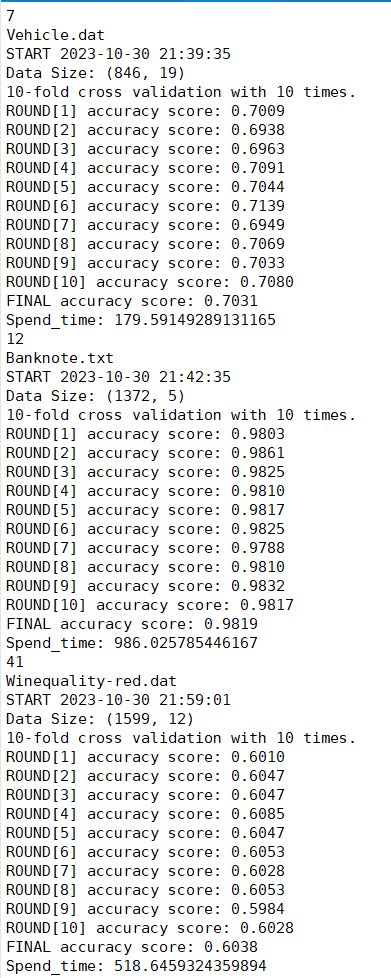 7
Vehicle.dat
START 2023-10-30 21:39:35
Data Size: (846, 19)
10-fold cross validation with 10 times.
ROUND[1] accuracy score: 0.7009
ROUND[2] accuracy score: 0.6938
ROUND[3] accuracy score: 0.6963
ROUND[4] accuracy score: 0.7091
ROUND[5] accuracy score: 0.7044
ROUND[6] accuracy score: 0.7139
ROUND[7] accuracy score: 0.6949
ROUND[8] accuracy score: 0.7069
ROUND[9] accuracy score: 0.7033
ROUND[10] accuracy score: 0.7080
FINAL accuracy score: 0.7031
Spend_time: 179.59149289131165
12
Banknote.txt
START 2023-10-30 21:42:35
Data Size: (1372, 5)
10-fold cross validation with 10 times.
ROUND[1] accuracy score: 0.9803
ROUND[2] accuracy score: 0.9861
ROUND[3] accuracy score: 0.9825
ROUND[4] accuracy score: 0.9810
ROUND[5] accuracy score: 0.9817
ROUND[6] accuracy score: 0.9825
ROUND[7] accuracy score: 0.9788
ROUND[8] accuracy score: 0.9810
ROUND[9] accuracy score: 0.9832
ROUND[10] accuracy score: 0.9817
FINAL accuracy score: 0.9819
Spend_time: 986.025785446167
41
Winequality-red.dat
START 2023-10-30 21:59:01
Data Size: (1599, 12)
10-fold cross validation with 10 times.
ROUND[1] accuracy score: 0.6010
ROUND[2] accuracy score: 0.6047
ROUND[3] accuracy score: 0.6047
ROUND[4] accuracy score: 0.6085
ROUND[5] accuracy score: 0.6047
ROUND[6] accuracy score: 0.6053
ROUND[7] accuracy score: 0.6028
ROUND[8] accuracy score: 0.6053
ROUND[9] accuracy score: 0.5984
ROUND[10] accuracy score: 0.6028
FINAL accuracy score: 0.6038
Spend_time: 518.6459324359894